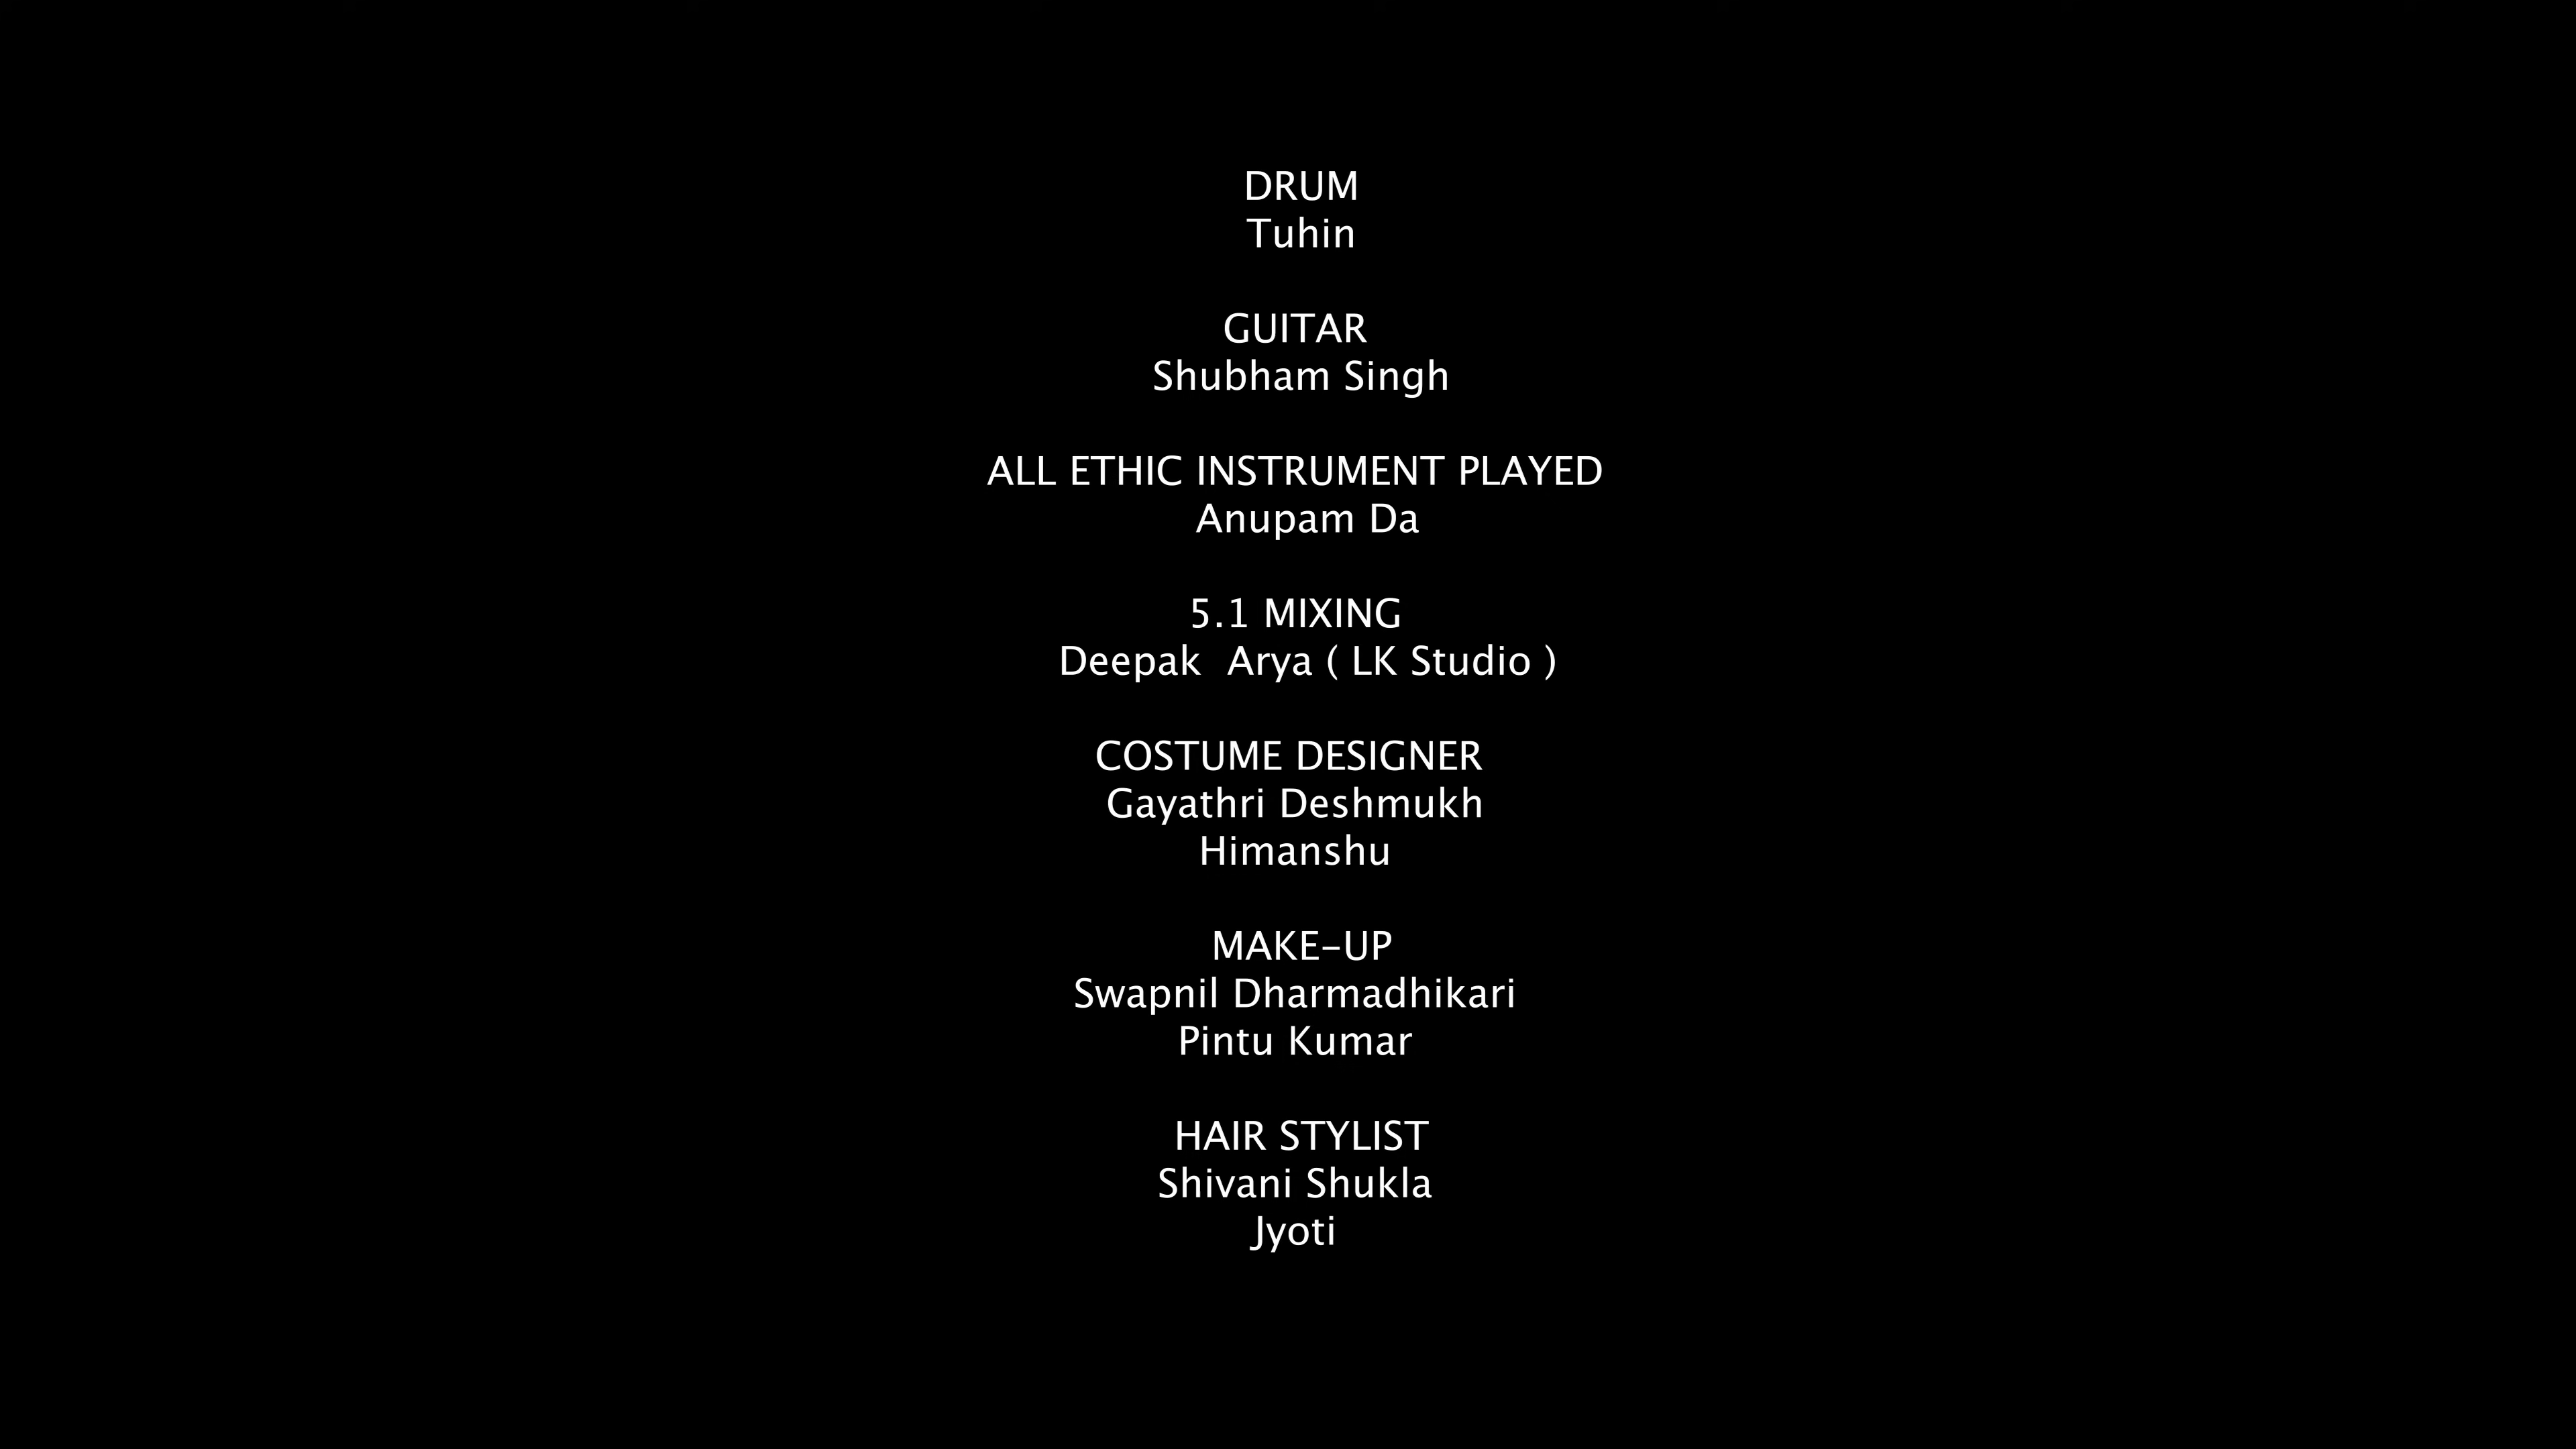 DRUM
Tuhin
GUITAR
Shubham Singh
ALL ETHIC INSTRUMENT PLAYED
Anupam Da
5.1 MIXING
Deepak  Arya ( LK Studio )
COSTUME DESIGNER
Gayathri Deshmukh
Himanshu
MAKE-UP
Swapnil Dharmadhikari
Pintu Kumar
HAIR STYLIST
Shivani Shukla
Jyoti